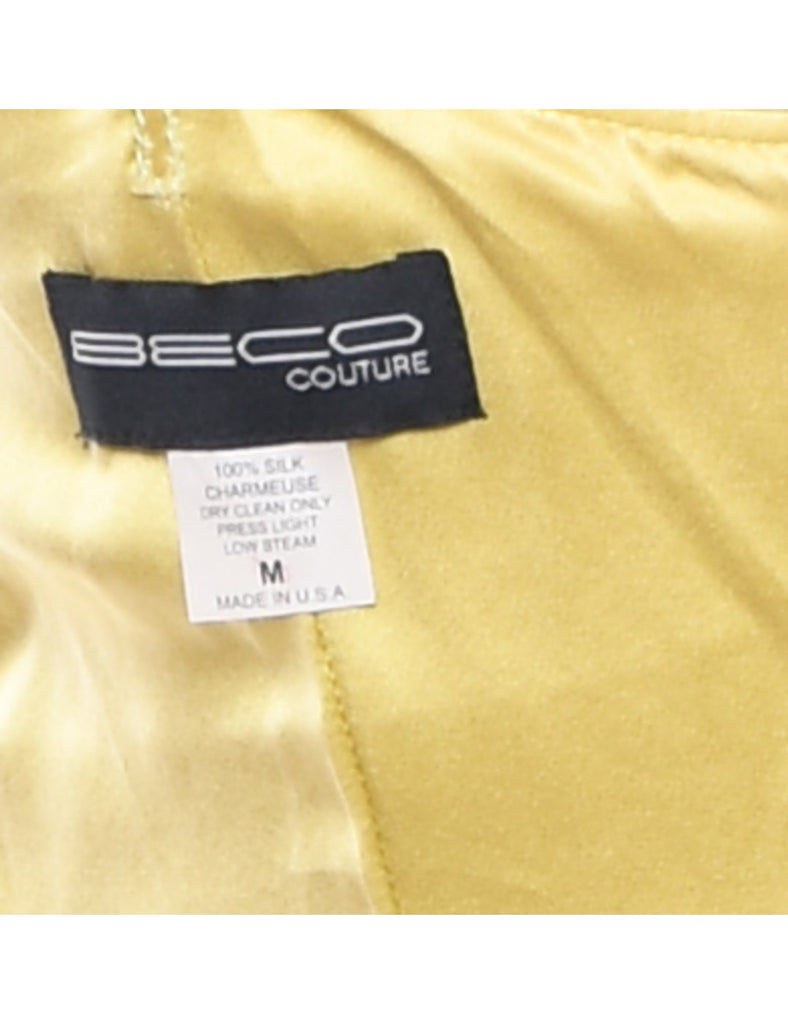 BECO
COUTURE
100% SILK
CHARMEUSE
DRY CLEAN ONLY
PRESS LIGHT
LOW STEAM
M
MADE IN U.S.A.